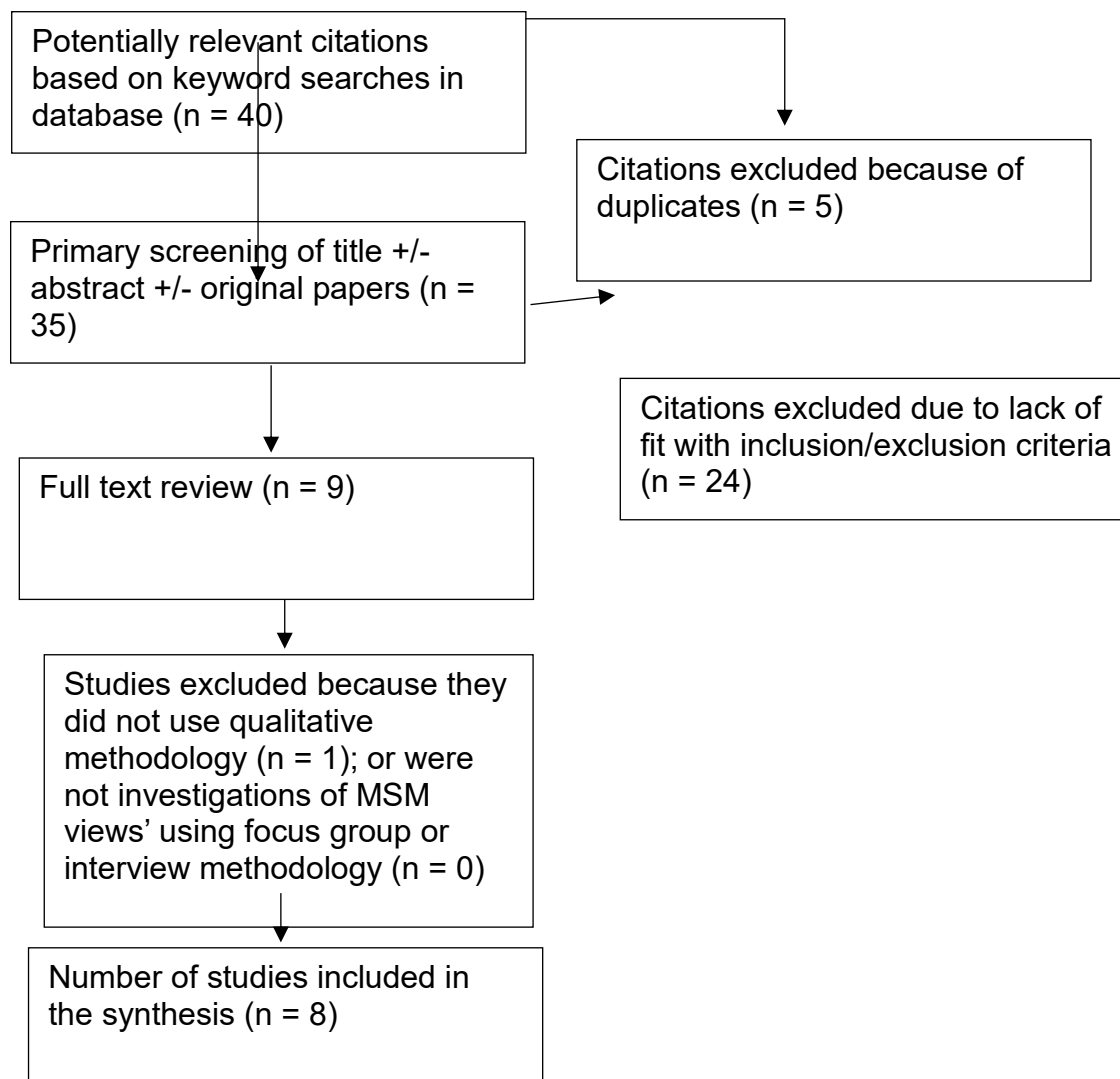 Potentially relevant citations
based on keyword searches in
database (n = 40)
Citations excluded because of
duplicates (n = 5)
Primary screening of title +/-
abstract +/- original papers (n =
35)
Citations excluded due to lack of
fit with inclusion/exclusion criteria
(n = 24)
Full text review (n = 9)
Studies excluded because they
did not use qualitative
methodology (n = 1); or were
not investigations of MSM
views’ using focus group or
interview methodology (n = 0)
Number of studies included in
the synthesis (n = 8)